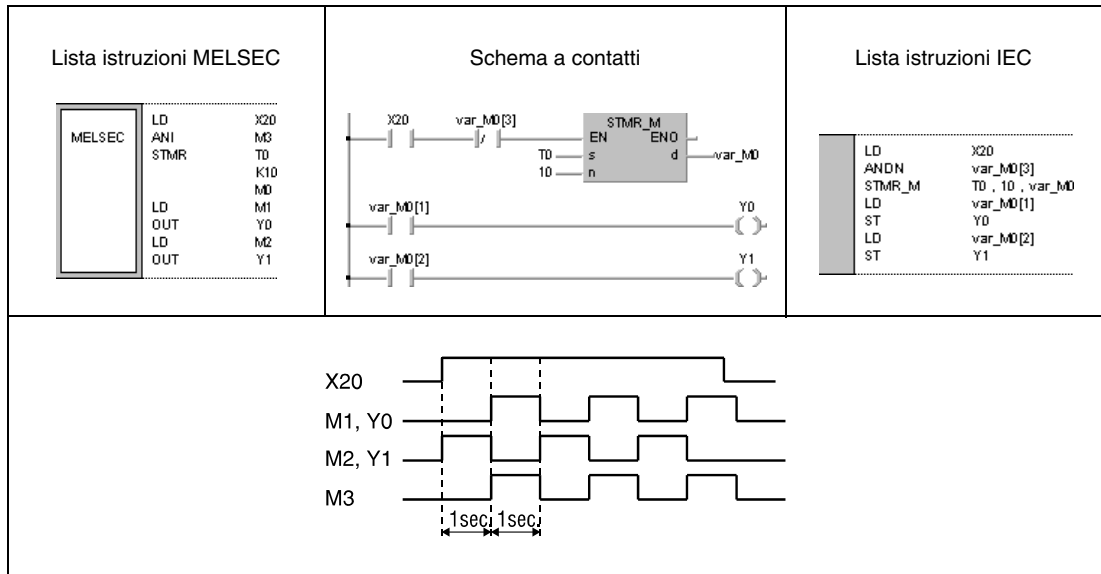 Lista istruzioni MELSEC
MELSEC
LD X20
ANI M3
STMR T0
K10
M0
LD M1
OUT Y0
LD M2
OUT Y1
Schema a contatti
X20 var_M0[3] STMR_M
EN ENO
T0 s d var_M0
10 n
var_M0[1] Y0
var_M0[2] Y1
Lista istruzioni IEC
LD X20
ANDN var_M0[3]
STMR_M T0 , 10 , var_M0
LD var_M0[1]
ST Y0
LD var_M0[2]
ST Y1
X20
M1, Y0
M2, Y1
M3
1sec. 1sec.